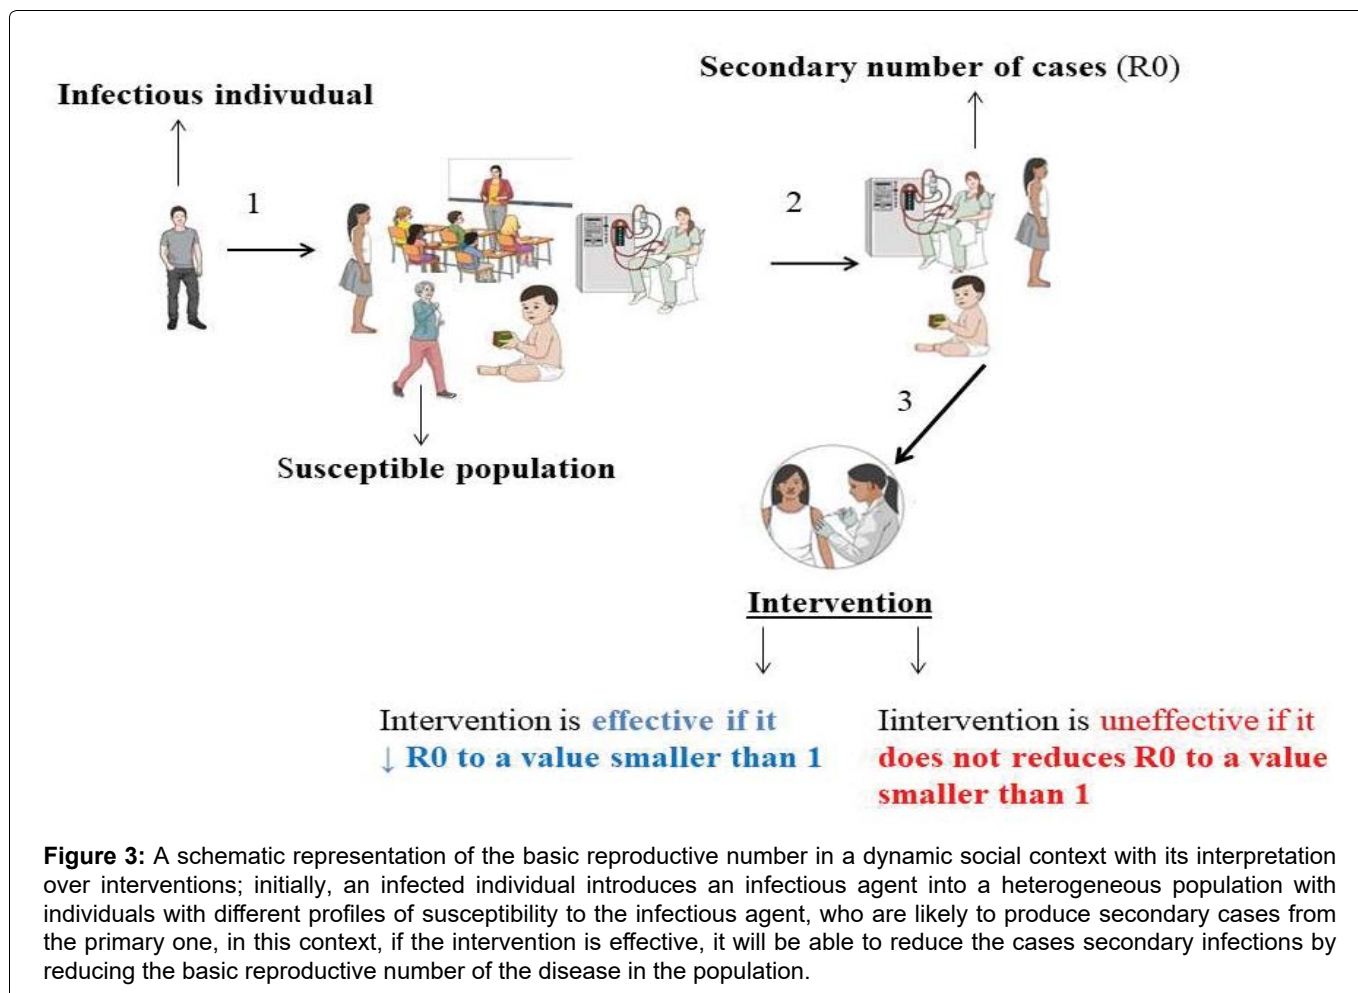 Secondary number of cases (R0)
Infectious indivudual
1
2
3
Susceptible population
Intervention
Intervention is effective if it
↓ R0 to a value smaller than 1
Iintervention is uneffective if it
does not reduces R0 to a value
smaller than 1
Figure 3: A schematic representation of the basic reproductive number in a dynamic social context with its interpretation
over interventions; initially, an infected individual introduces an infectious agent into a heterogeneous population with
individuals with different profiles of susceptibility to the infectious agent, who are likely to produce secondary cases from
the primary one, in this context, if the intervention is effective, it will be able to reduce the cases secondary infections by
reducing the basic reproductive number of the disease in the population.